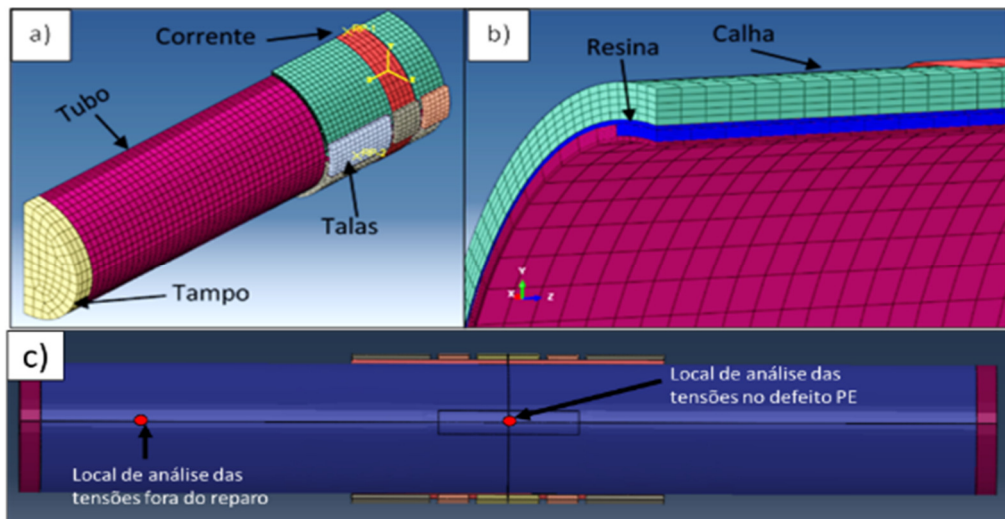 a)
Corrente
Tubo
Talas
Tampo
b)
Resina
Calha
Y
X
Z
c)
Local de análise das
tensões no defeito PE
Local de análise das
tensões fora do reparo